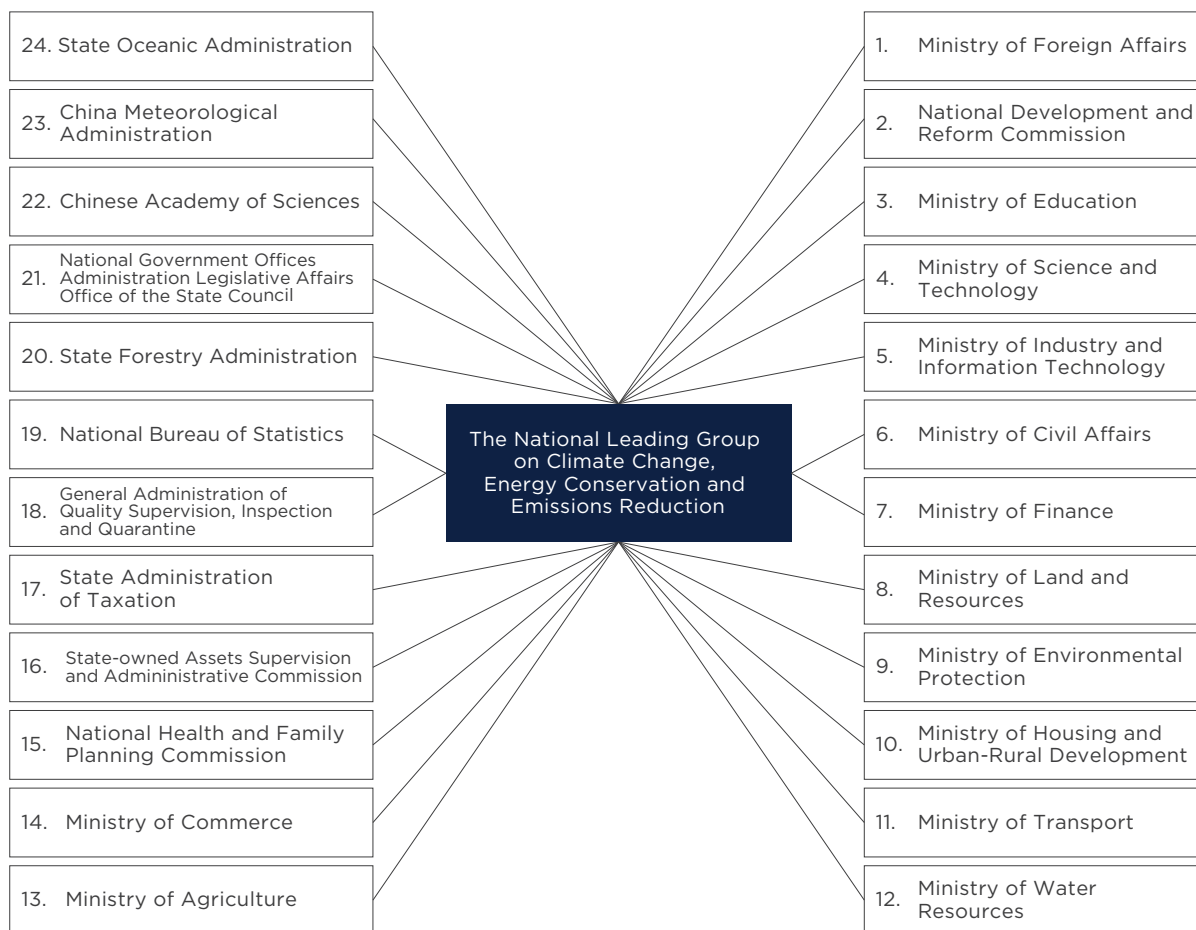 24. State Oceanic Administration
23. China Meteorological
Administration
22. Chinese Academy of Sciences
21. National Government Offices
Administration Legislative Affairs
Office of the State Council
20. State Forestry Administration
19. National Bureau of Statistics
18. General Administration of
Quality Supervision, Inspection
and Quarantine
17. State Administration
of Taxation
16. State-owned Assets Supervision
and Admininistrative Commission
15. National Health and Family
Planning Commission
14. Ministry of Commerce
13. Ministry of Agriculture
The National Leading Group
on Climate Change,
Energy Conservation and
Emissions Reduction
1. Ministry of Foreign Affairs
2. National Development and
Reform Commission
3. Ministry of Education
4. Ministry of Science and
Technology
5. Ministry of Industry and
Information Technology
6. Ministry of Civil Affairs
7. Ministry of Finance
8. Ministry of Land and
Resources
9. Ministry of Environmental
Protection
10. Ministry of Housing and
Urban-Rural Development
11. Ministry of Transport
12. Ministry of Water
Resources